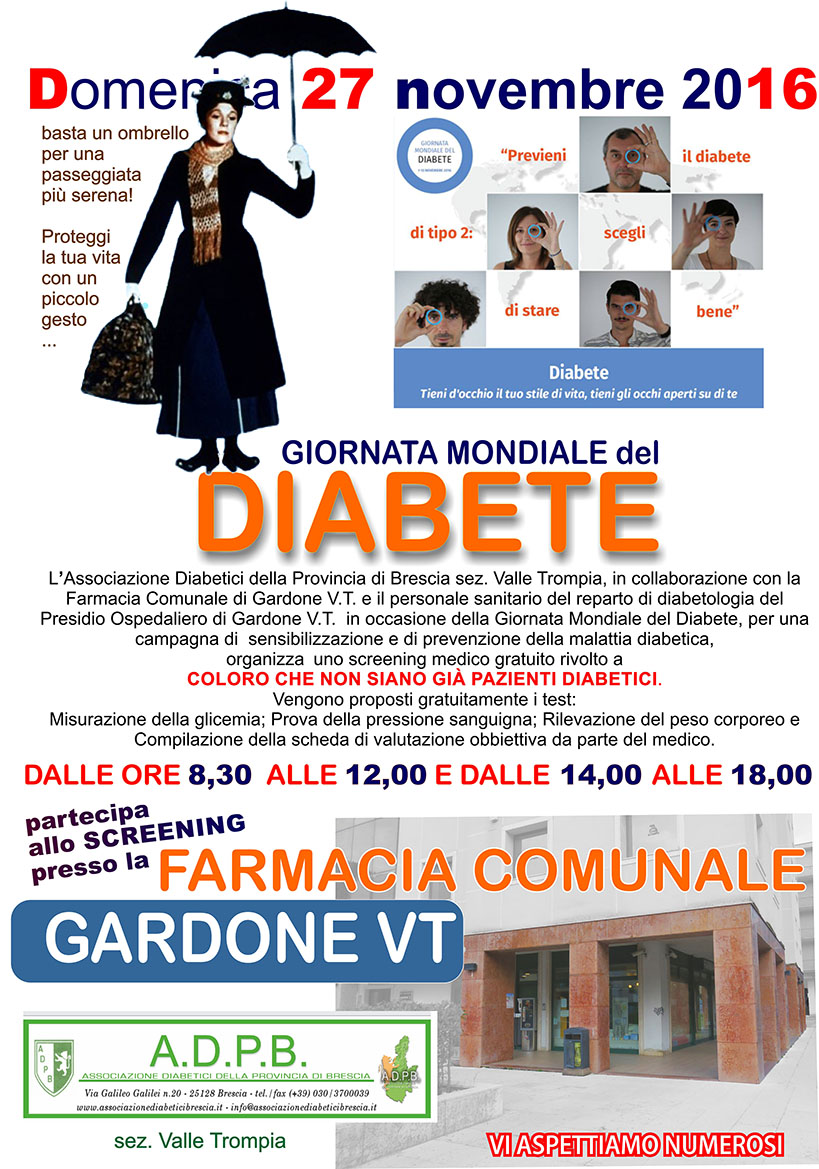 Domenica 27 novembre 2016
basta un ombrello
per una
passeggiata
più serena!
Proteggi
la tua vita
con un
piccolo
gesto
...
GIORNATA
MONDIALE DEL
DIABETE
“Previeni
il diabete
di tipo 2:
scegli
di stare
bene”
Diabete
Tieni d'occhio il tuo stile di vita, tieni gli occhi aperti su di te
GIORNATA MONDIALE del
DIABETE
L’Associazione Diabetici della Provincia di Brescia sez. Valle Trompia, in collaborazione con la
Farmacia Comunale di Gardone V.T. e il personale sanitario del reparto di diabetologia del
Presidio Ospedaliero di Gardone V.T. in occasione della Giornata Mondiale del Diabete, per una
campagna di sensibilizzazione e di prevenzione della malattia diabetica,
organizza uno screening medico gratuito rivolto a
COLORO CHE NON SIANO GIÀ PAZIENTI DIABETICI.
Vengono proposti gratuitamente i test:
Misurazione della glicemia; Prova della pressione sanguigna; Rilevazione del peso corporeo e
Compilazione della scheda di valutazione obbiettiva da parte del medico.
DALLE ORE 8,30 ALLE 12,00 E DALLE 14,00 ALLE 18,00
partecipa
allo SCREENING
presso la
FARMACIA COMUNALE
GARDONE VT
A D
P B
A.D.P.B.
ASSOCIAZIONE DIABETICI DELLA PROVINCIA DI BRESCIA
A.D.P.B.
Via Galileo Galilei n.20 - 25128 Brescia - tel./fax (+39) 030/3700039
www.associazionediabeticibrescia.it - info@associazionediabeticibrescia.it
sez. Valle Trompia
VI ASPETTIAMO NUMEROSI